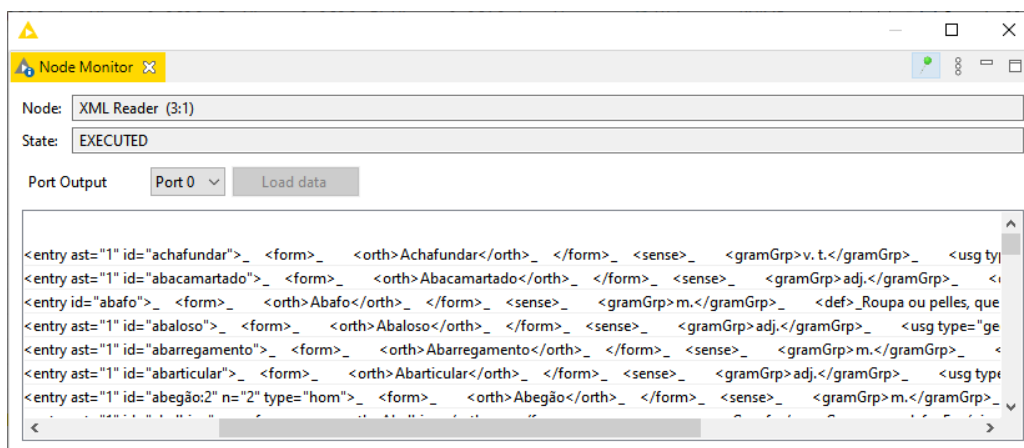 Node Monitor
Node: XML Reader (3:1)
State: EXECUTED
Port Output Port 0 Load data
<entry ast="1" id="achafundar">_ <form>_ <orth>Achafundar</orth>_ </form>_ <sense>_ <gramGrp>v. t.</gramGrp>_ <usg
<entry ast="1" id="abacamartado">_ <form>_ <orth>Abacamartado</orth>_ </form>_ <sense>_ <gramGrp>adj.</gramGrp>_
<entry id="abafo">_ <form>_ <orth>Abafo</orth>_ </form>_ <sense>_ <gramGrp>m.</gramGrp>_ <def>_Roupa ou pelles, que
<entry ast="1" id="abaloso">_ <form>_ <orth>Abaloso</orth>_ </form>_ <sense>_ <gramGrp>adj.</gramGrp>_ <usg type="ge
<entry ast="1" id="abarregamento">_ <form>_ <orth>Abarregamento</orth>_ </form>_ <sense>_ <gramGrp>m.</gramGrp>_ <
<entry ast="1" id="abarticular">_ <form>_ <orth>Abarticular</orth>_ </form>_ <sense>_ <gramGrp>adj.</gramGrp>_ <usg type
<entry ast="1" id="abegão:2" n="2" type="hom">_ <form>_ <orth>Abegão</orth>_ </form>_ <sense>_ <gramGrp>m.</gramGrp>_